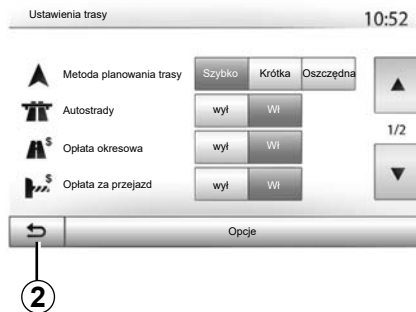 Ustawienia trasy 10:52
Metoda planowania trasy Szybko Krótka Oszczędna
Autostrady wył Wł
1/2
Opłata okresowa wył Wł
Opłata za przejazd wył Wł
Opcje
2